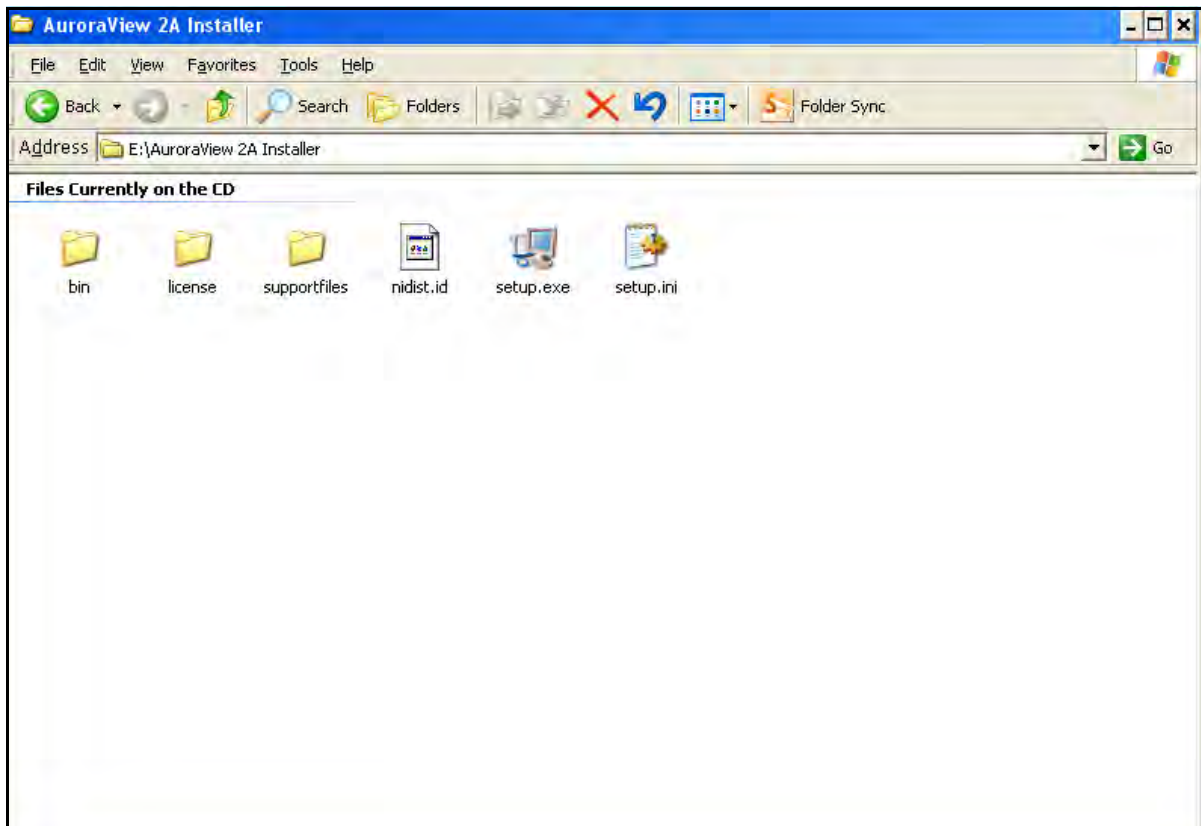 AuroraView 2A Installer
File Edit View Favorites Tools Help
Back Search Folders Folder Sync
Address E:\AuroraView 2A Installer Go
Files Currently on the CD
bin license supportfiles nidist.id setup.exe setup.ini